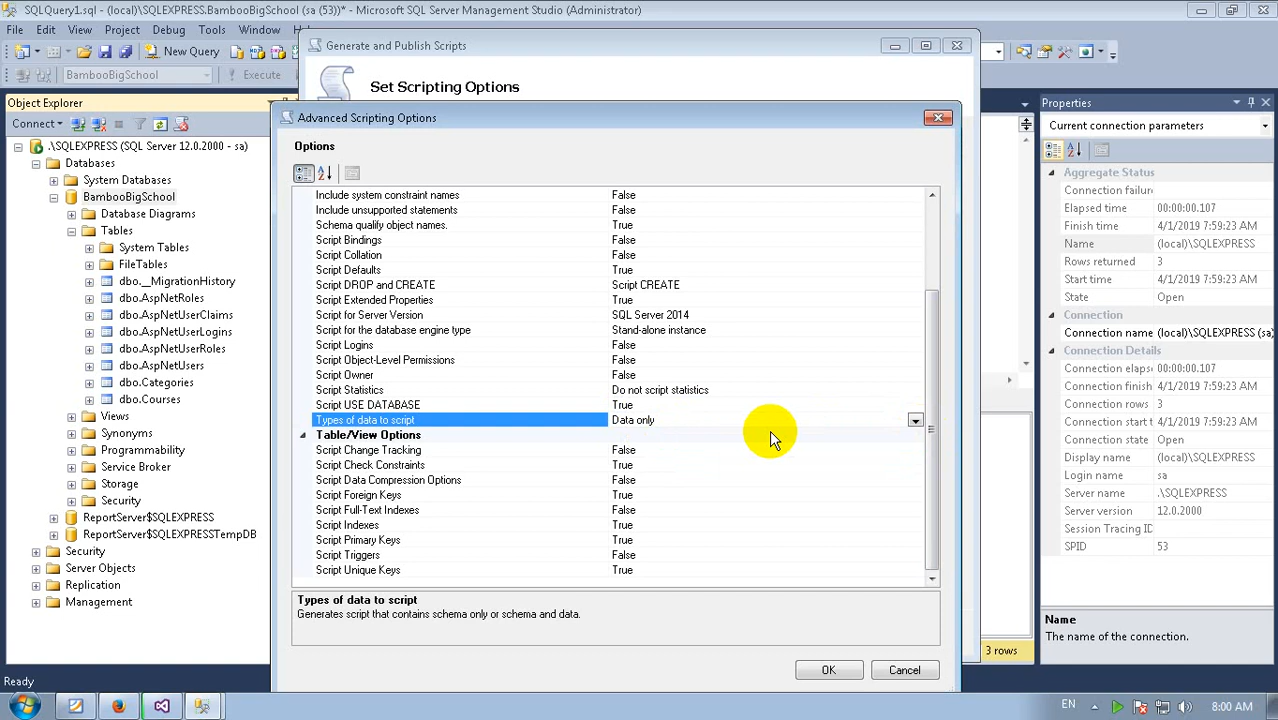 SQLQuery1.sql - (local)\SQLEXPRESS.BambooBigSchool (sa (53))* - Microsoft SQL Server Management Studio (Administrator)
File Edit View Project Debug Tools Window
New Query
BambooBigSchool Execute
Object Explorer
Connect
.\SQLEXPRESS (SQL Server 12.0.2000 - sa)
Databases
System Databases
BambooBigSchool
Database Diagrams
Tables
System Tables
FileTables
dbo.__MigrationHistory
dbo.AspNetRoles
dbo.AspNetUserClaims
dbo.AspNetUserLogins
dbo.AspNetUserRoles
dbo.AspNetUsers
dbo.Categories
dbo.Courses
Views
Synonyms
Programmability
Service Broker
Storage
Security
ReportServer$SQLEXPRESS
ReportServer$SQLEXPRESSTempDB
Security
Server Objects
Replication
Management
Generate and Publish Scripts
Set Scripting Options
Advanced Scripting Options
Options
Include system constraint names False
Include unsupported statements False
Schema qualify object names. True
Script Bindings False
Script Collation False
Script Defaults True
Script DROP and CREATE Script CREATE
Script Extended Properties True
Script for Server Version SQL Server 2014
Script for the database engine type Stand-alone instance
Script Logins False
Script Object-Level Permissions False
Script Owner False
Script Statistics Do not script statistics
Script USE DATABASE True
Types of data to script Data only
Table/View Options
Script Change Tracking False
Script Check Constraints True
Script Data Compression Options False
Script Foreign Keys True
Script Full-Text Indexes False
Script Indexes True
Script Primary Keys True
Script Triggers False
Script Unique Keys True
Types of data to script
Generates script that contains schema only or schema and data.
OK Cancel
3 rows
Properties
Current connection parameters
Aggregate Status
Connection failure
Elapsed time 00:00:00.107
Finish time 4/1/2019 7:59:23 AM
Name (local)\SQLEXPRESS
Rows returned 3
Start time 4/1/2019 7:59:23 AM
State Open
Connection
Connection name (local)\SQLEXPRESS (sa)
Connection Details
Connection elaps 00:00:00.107
Connection finish 4/1/2019 7:59:23 AM
Connection rows 3
Connection start 4/1/2019 7:59:23 AM
Connection state Open
Display name (local)\SQLEXPRESS
Login name sa
Server name .\SQLEXPRESS
Server version 12.0.2000
Session Tracing ID
SPID 53
Name
The name of the connection.
Ready
EN 8:00 AM